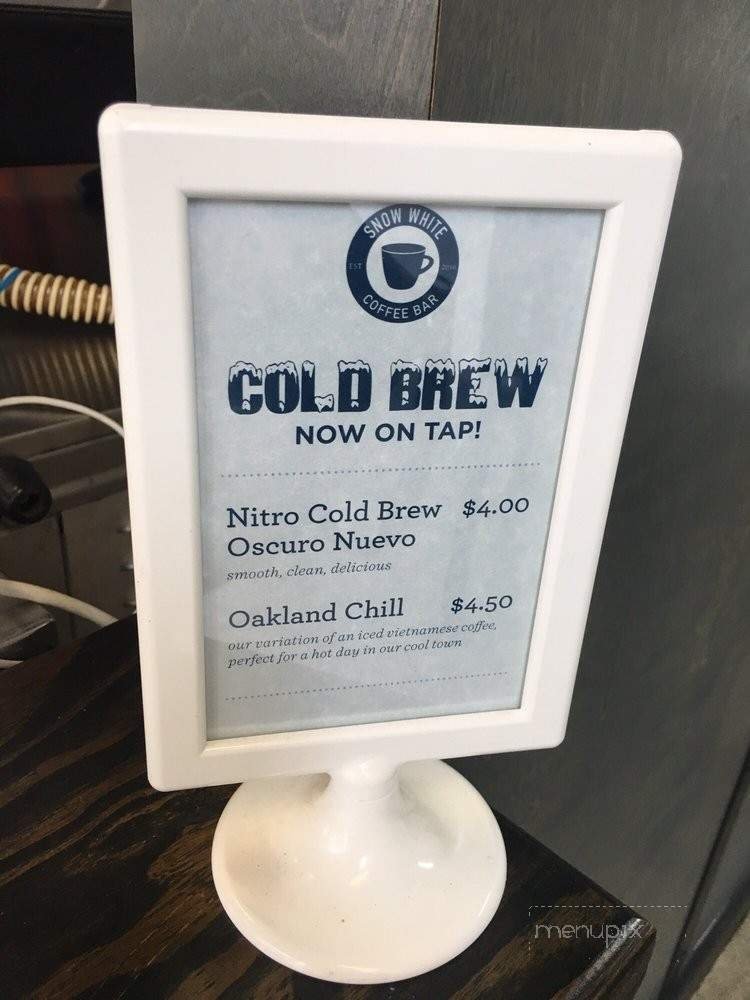 SNOW WHITE
EST
COFFEE BAR
COLD BREW
NOW ON TAP!
Nitro Cold Brew $4.00
Oscuro Nuevo
smooth, clean, delicious
Oakland Chill $4.50
our variation of an iced vietnamese coffee,
perfect for a hot day in our cool town
menupix